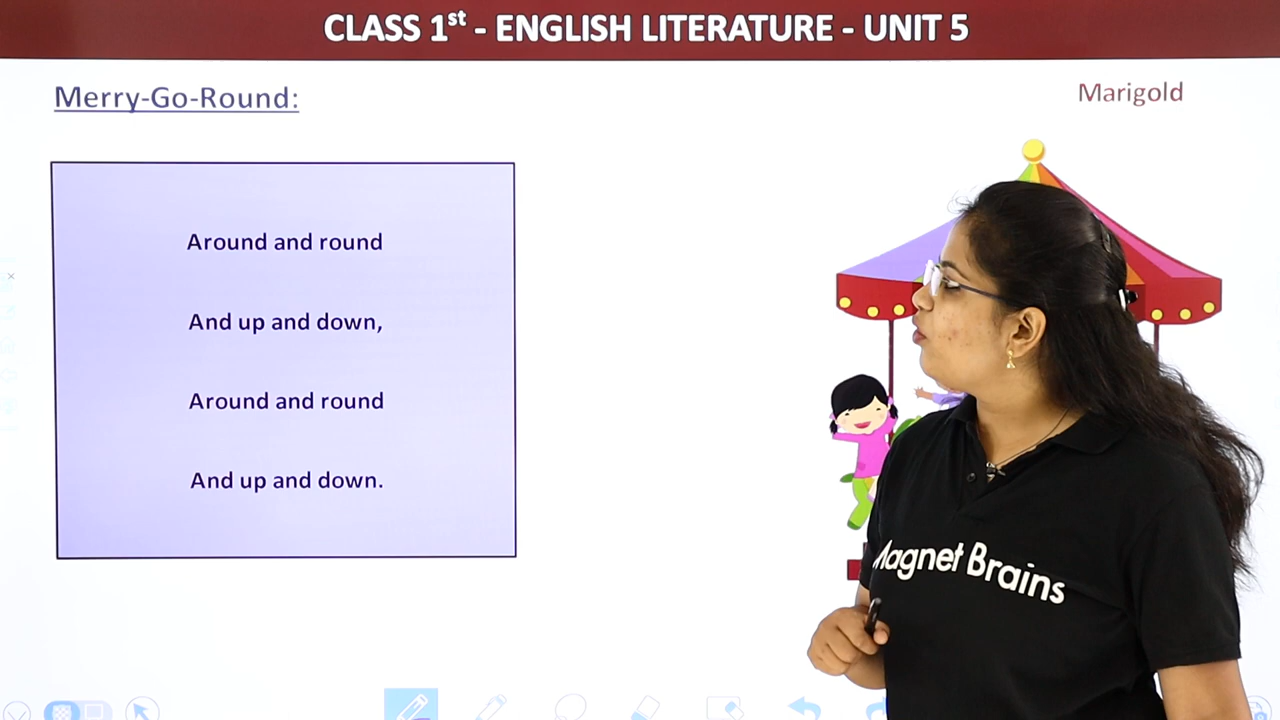 CLASS 1st - ENGLISH LITERATURE - UNIT 5
Merry-Go-Round:
Marigold
Around and round
And up and down,
Around and round
And up and down.
Magnet Brains